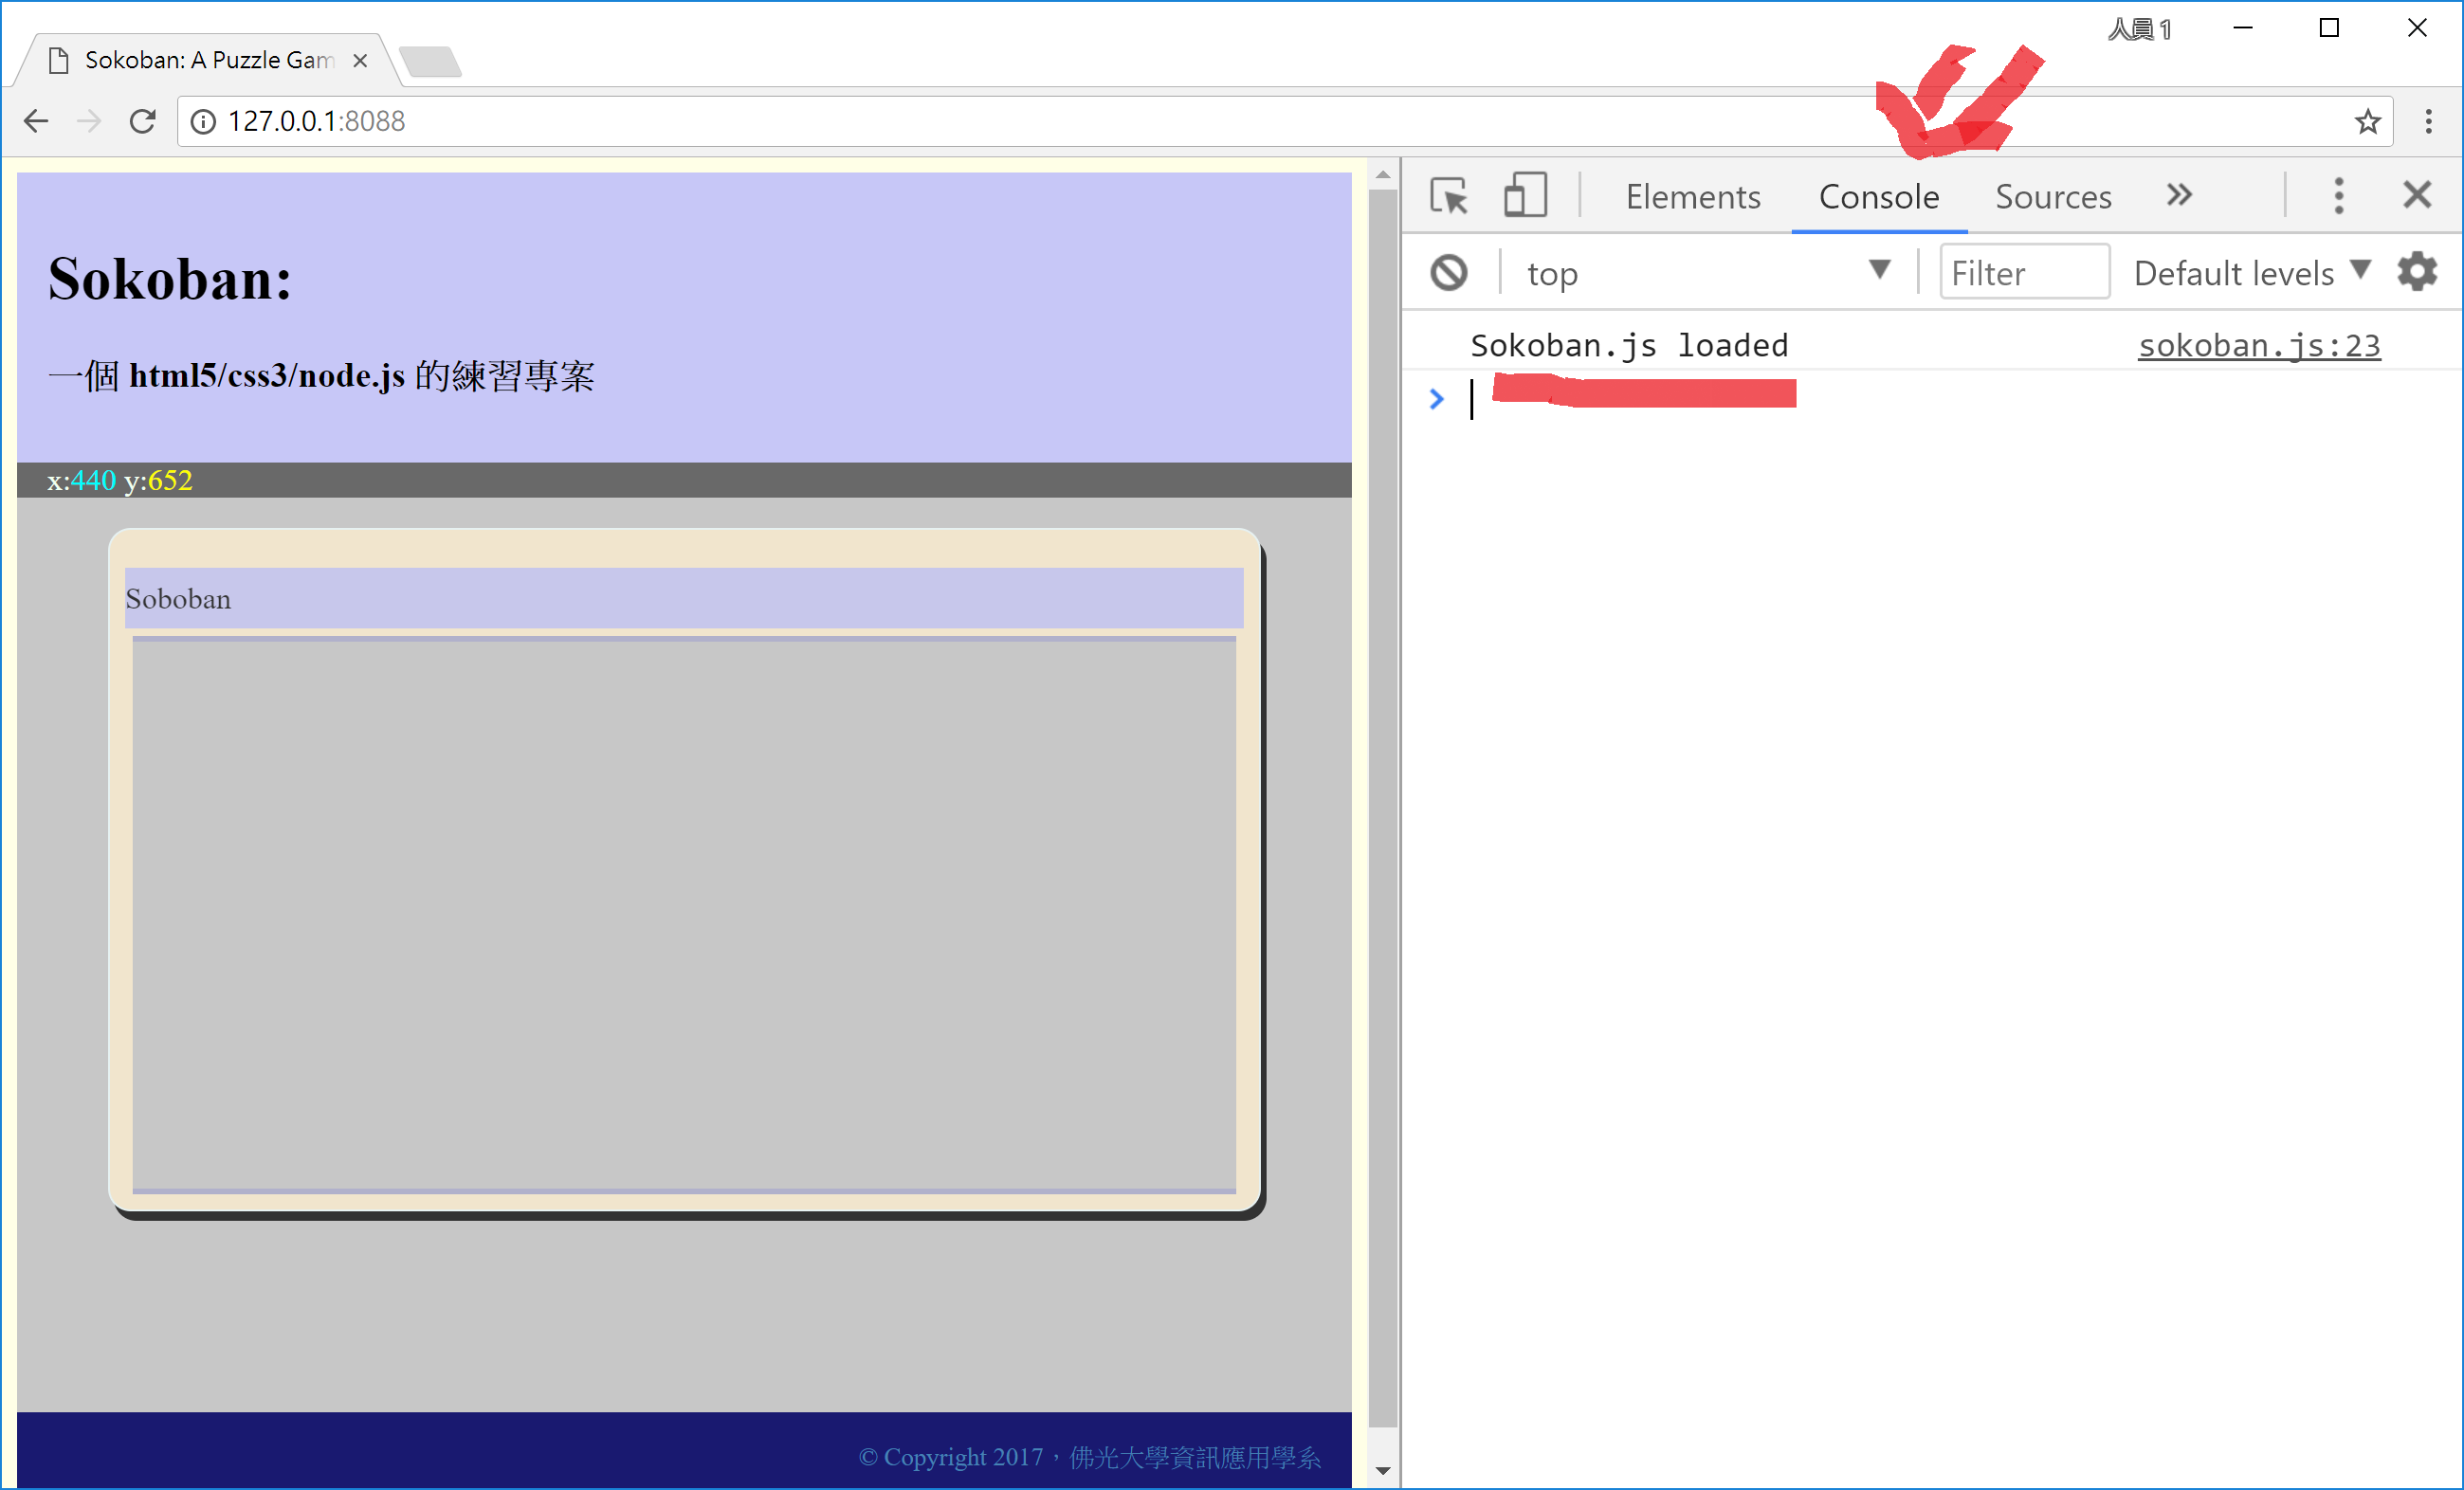 人員 1
Sokoban: A Puzzle Gam
127.0.0.1:8088
Elements Console Sources
top Filter Default levels
Sokoban.js loaded sokoban.js:23
Sokoban:
一個 html5/css3/node.js 的練習專案
x:440 y:652
Soboban
© Copyright 2017，佛光大學資訊應用學系